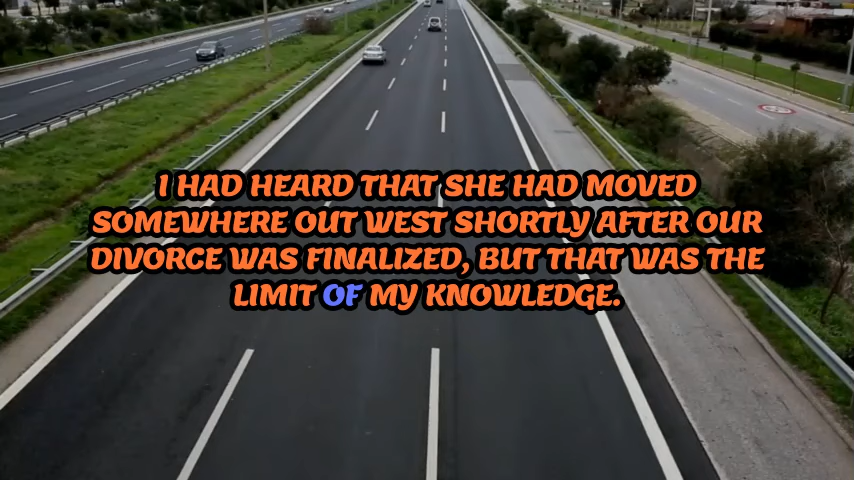 I HAD HEARD THAT SHE HAD MOVED
SOMEWHERE OUT WEST SHORTLY AFTER OUR
DIVORCE WAS FINALIZED, BUT THAT WAS THE
LIMIT OF MY KNOWLEDGE.